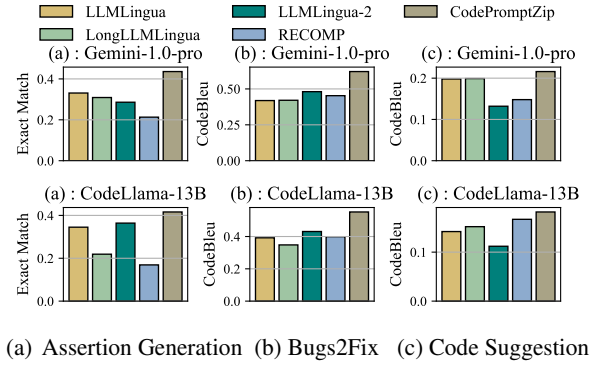 LLMLingua LLMLingua-2 CodePromptZip
LongLLMLingua RECOMP
(a) : Gemini-1.0-pro (b) : Gemini-1.0-pro (c) : Gemini-1.0-pro
Exact Match 0.4 0.2 0.0
CodeBleu 0.50 0.25 0.00
CodeBleu 0.2 0.1 0.0
(a) : CodeLlama-13B (b) : CodeLlama-13B (c) : CodeLlama-13B
Exact Match 0.4 0.2 0.0
CodeBleu 0.4 0.2 0.0
CodeBleu 0.1 0.0
(a) Assertion Generation (b) Bugs2Fix (c) Code Suggestion